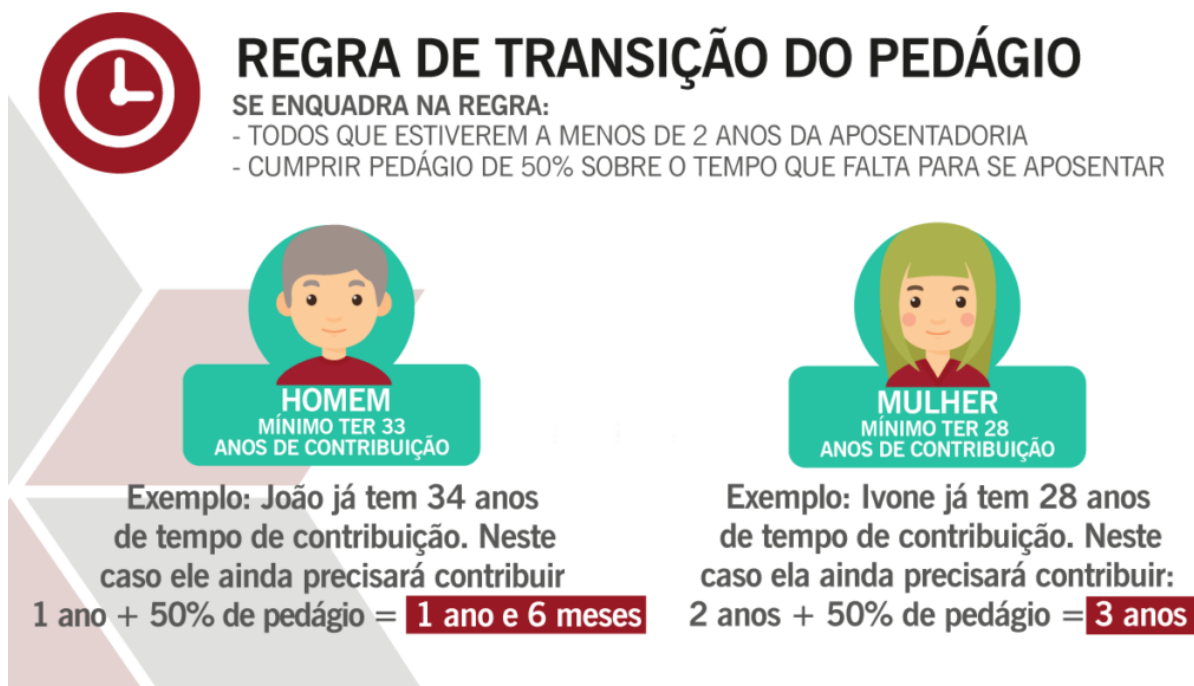 REGRA DE TRANSIÇÃO DO PEDÁGIO
SE ENQUADRA NA REGRA:
- TODOS QUE ESTIVEREM A MENOS DE 2 ANOS DA APOSENTADORIA
- CUMPRIR PEDÁGIO DE 50% SOBRE O TEMPO QUE FALTA PARA SE APOSENTAR
HOMEM
MÍNIMO TER 33
ANOS DE CONTRIBUIÇÃO
Exemplo: João já tem 34 anos
de tempo de contribuição. Neste
caso ele ainda precisará contribuir
1 ano + 50% de pedágio = 1 ano e 6 meses
MULHER
MÍNIMO TER 28
ANOS DE CONTRIBUIÇÃO
Exemplo: Ivone já tem 28 anos
de tempo de contribuição. Neste
caso ela ainda precisará contribuir:
2 anos + 50% de pedágio = 3 anos